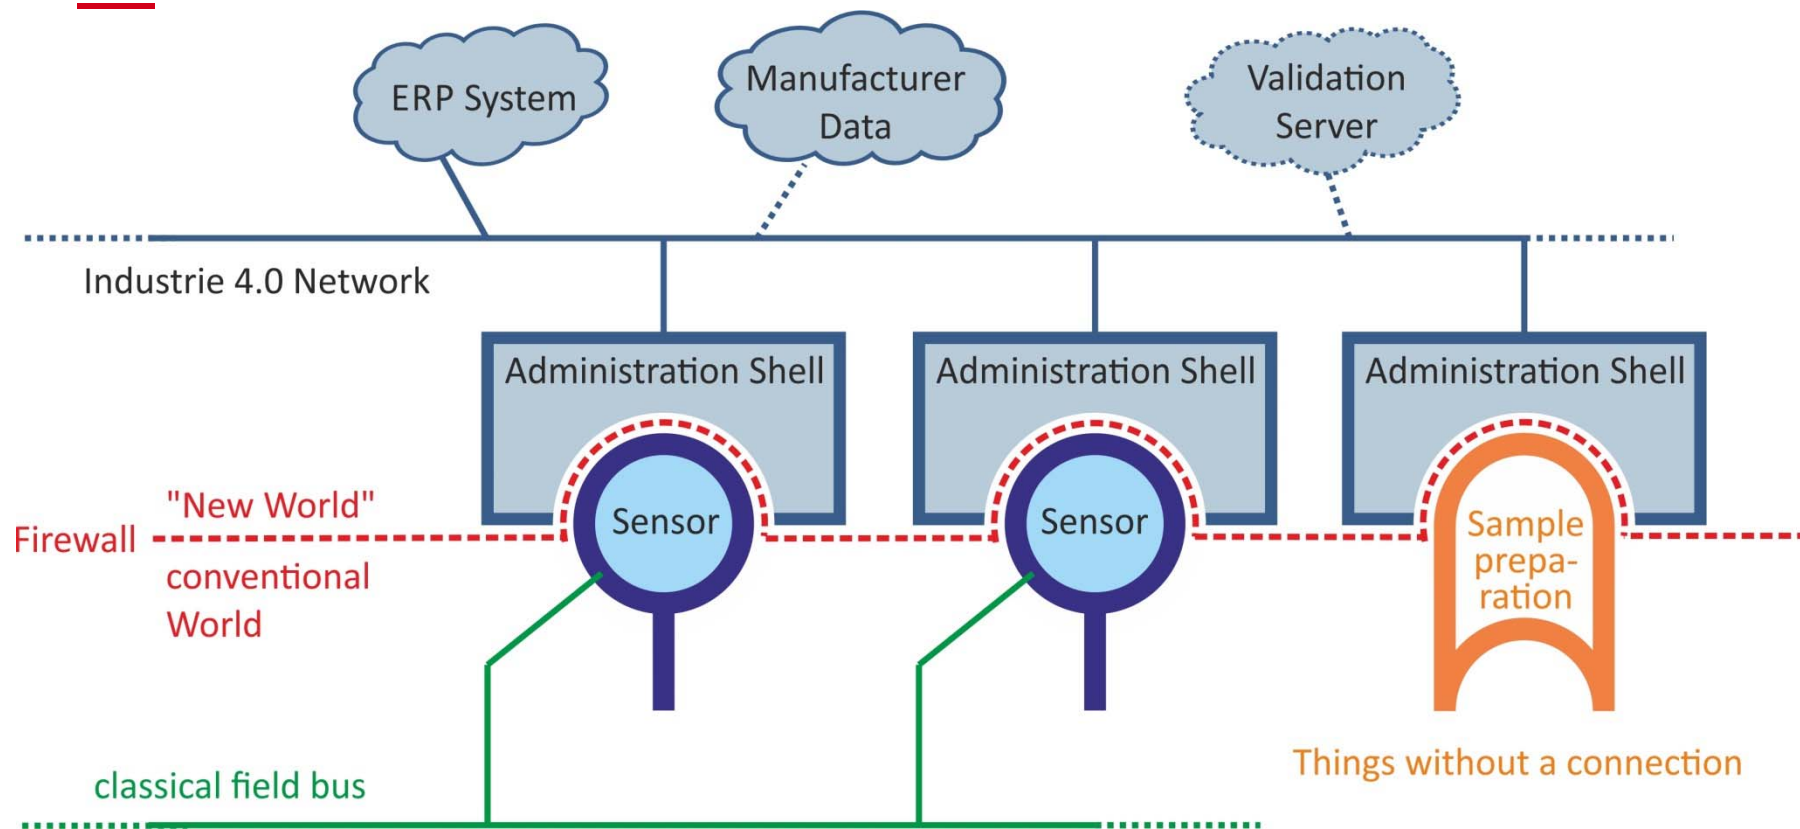 ERP System
Manufacturer
Data
Validation
Server
Industrie 4.0 Network
Administration Shell
Administration Shell
Administration Shell
"New World"
Firewall
conventional
World
Sensor
Sensor
Sample
prepa-
ration
Things without a connection
classical field bus